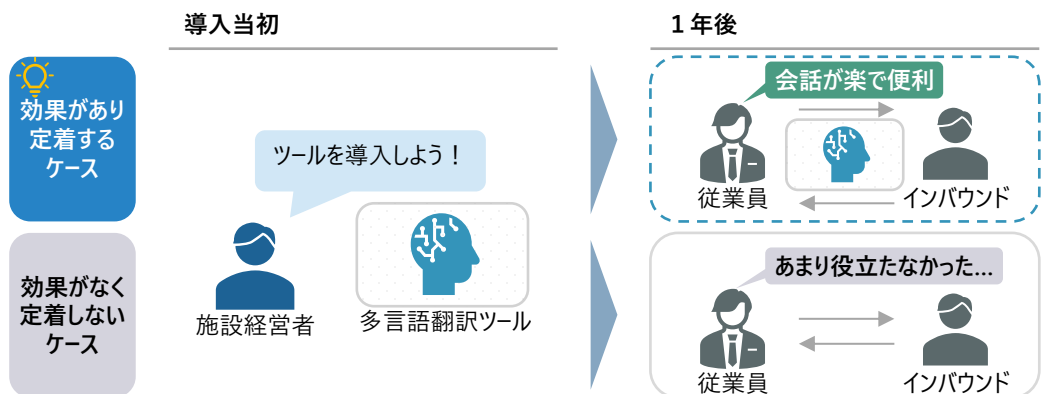 導入当初
1年後
効果があり
定着する
ケース
ツールを導入しよう！
施設経営者
多言語翻訳ツール
会話が楽で便利
従業員
インバウンド
効果がなく
定着しない
ケース
あまり役立たなかった...
従業員
インバウンド